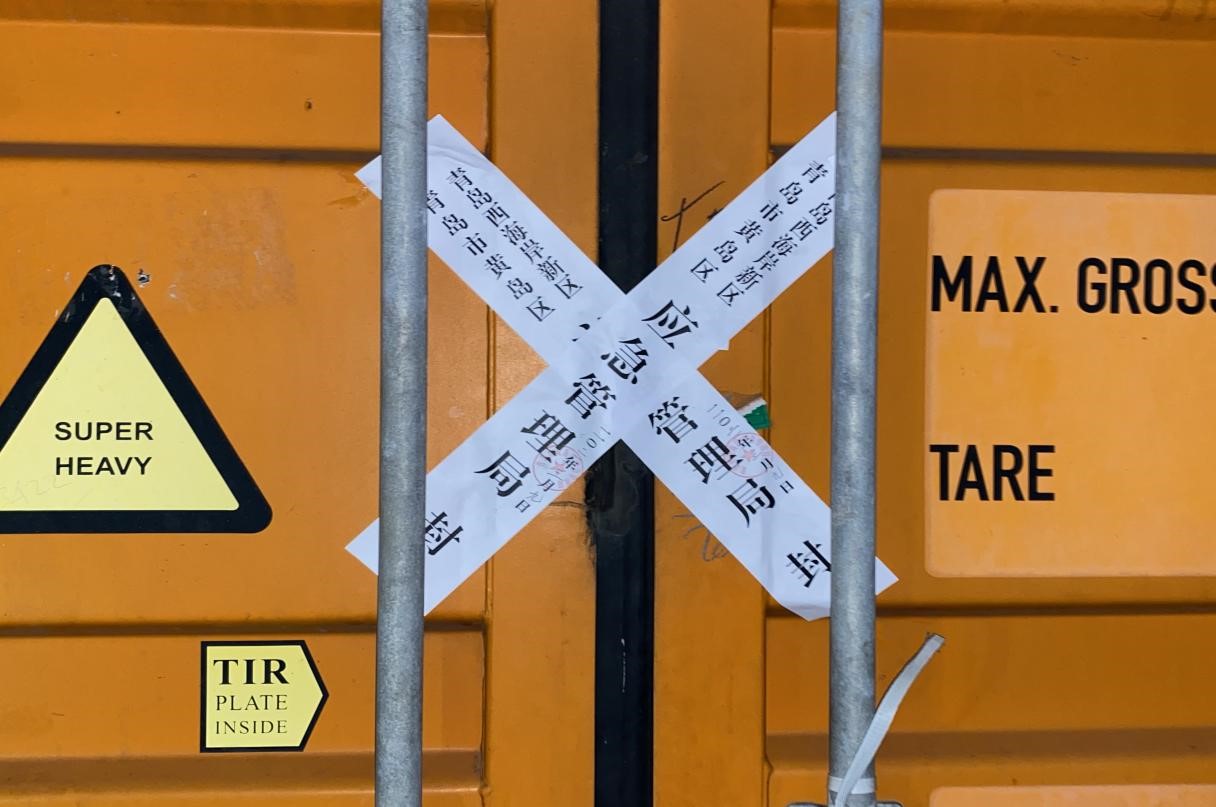 青岛西海岸新区
青岛市黄岛区
管理局
封
青岛西海岸新区
青岛市黄岛区
应急管理局
封
MAX. GROSS
TARE
SUPER
HEAVY
TIR
PLATE
INSIDE